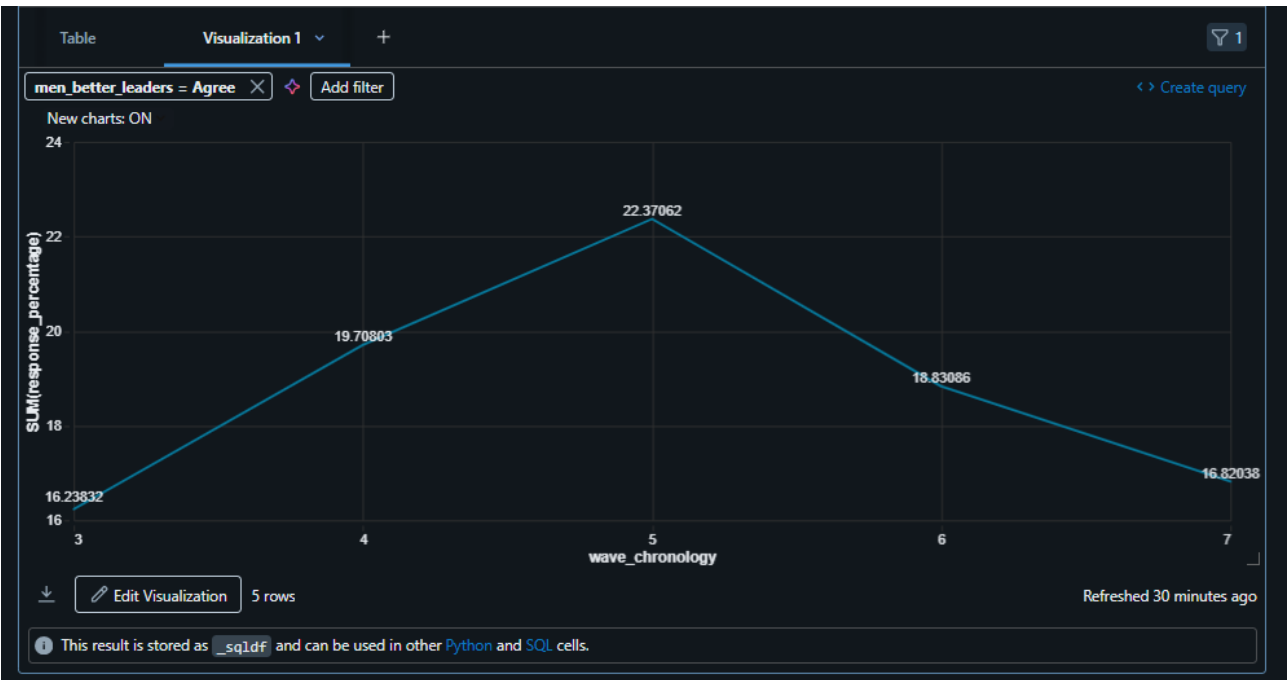 Table Visualization 1 + 1
men_better_leaders = Agree Add filter < > Create query
New charts: ON
24
22
20
18
16
SUM(response_percentage)
16.23832
19.70803
22.37062
18.83086
16.82038
3 4 5 6 7
wave_chronology
Edit Visualization 5 rows Refreshed 30 minutes ago
This result is stored as _sqldf and can be used in other Python and SQL cells.